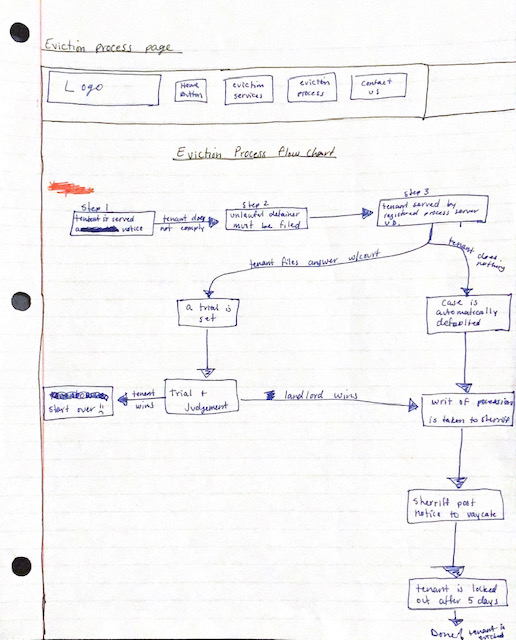 Eviction process page
Logo
Home
Button
eviction
services
eviction
process
Contact
us
Eviction Process flow chart
Step 1
tenant is served
notice
tenant does
not comply
Step 2
unlawful detainer
must be filed
Step 3
tenant served by
registered process server
U.D.
tenant files answer w/court
tenant
does
nothing
a trial is
set
case is
automatically
defaulted
Trial +
Judgement
tenant
wins
start over !!
landlord wins
writ of possession
is taken to sherriff
sherriff post
notice to vaycate
tenant is locked
out after 5 days
Done! tenant is
evicted